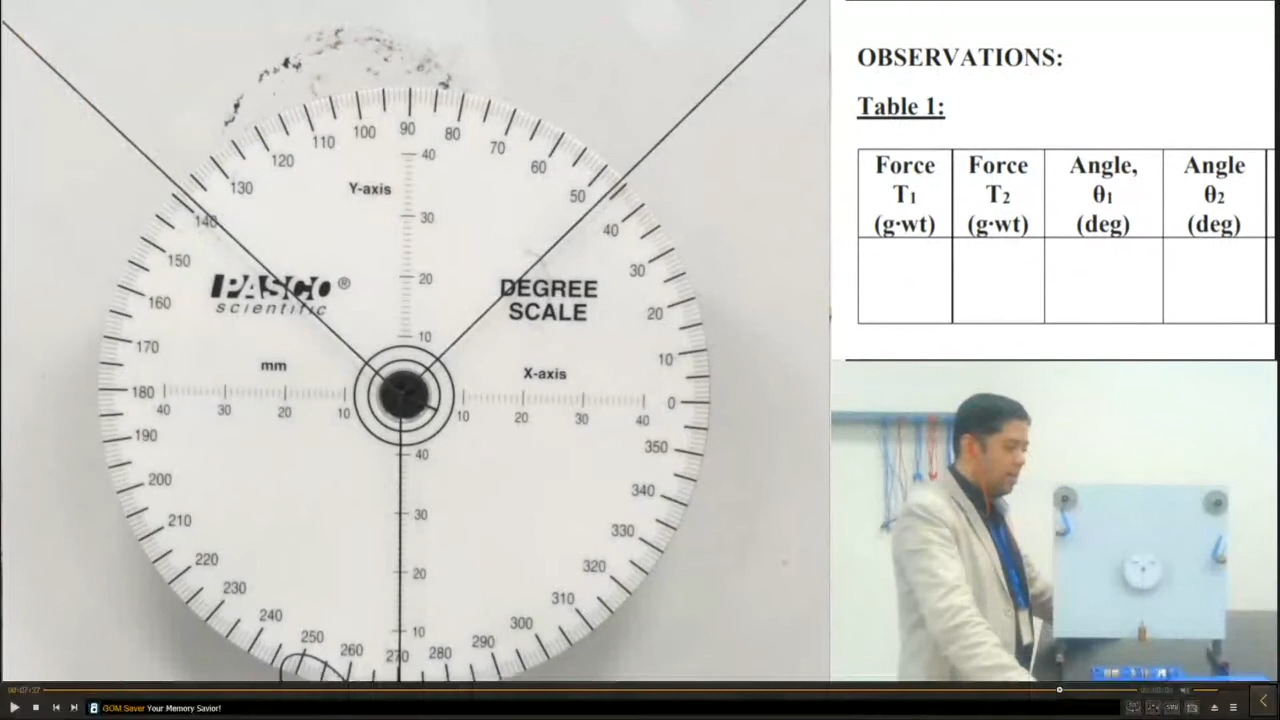 OBSERVATIONS:
Table 1:
Force T1 (g·wt)
Force T2 (g·wt)
Angle, θ1 (deg)
Angle θ2 (deg)
100 90 80
110 70
120 60
130 50
140 40
150 30
160 20
170 10
180 0
190 350
200 340
210 330
220 320
230 310
240 300
250 290
260 270 280
Y-axis
40
30
20
10
PASCO®
scientific
DEGREE
SCALE
mm
X-axis
40 30 20 10
10 20 30 40
40
30
20
10
00:07:37
GOM Saver Your Memory Savior!